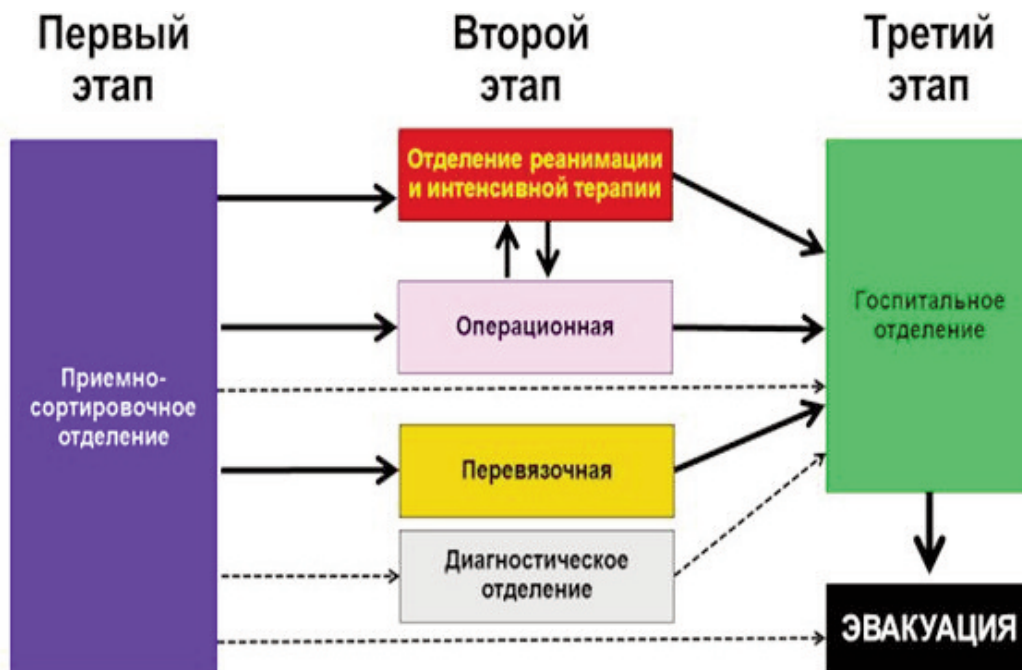 Первый
этап
Второй
этап
Третий
этап
Приемно-
сортировочное
отделение
Отделение реанимации
и интенсивной терапии
Операционная
Перевязочная
Диагностическое
отделение
Госпитальное
отделение
ЭВАКУАЦИЯ